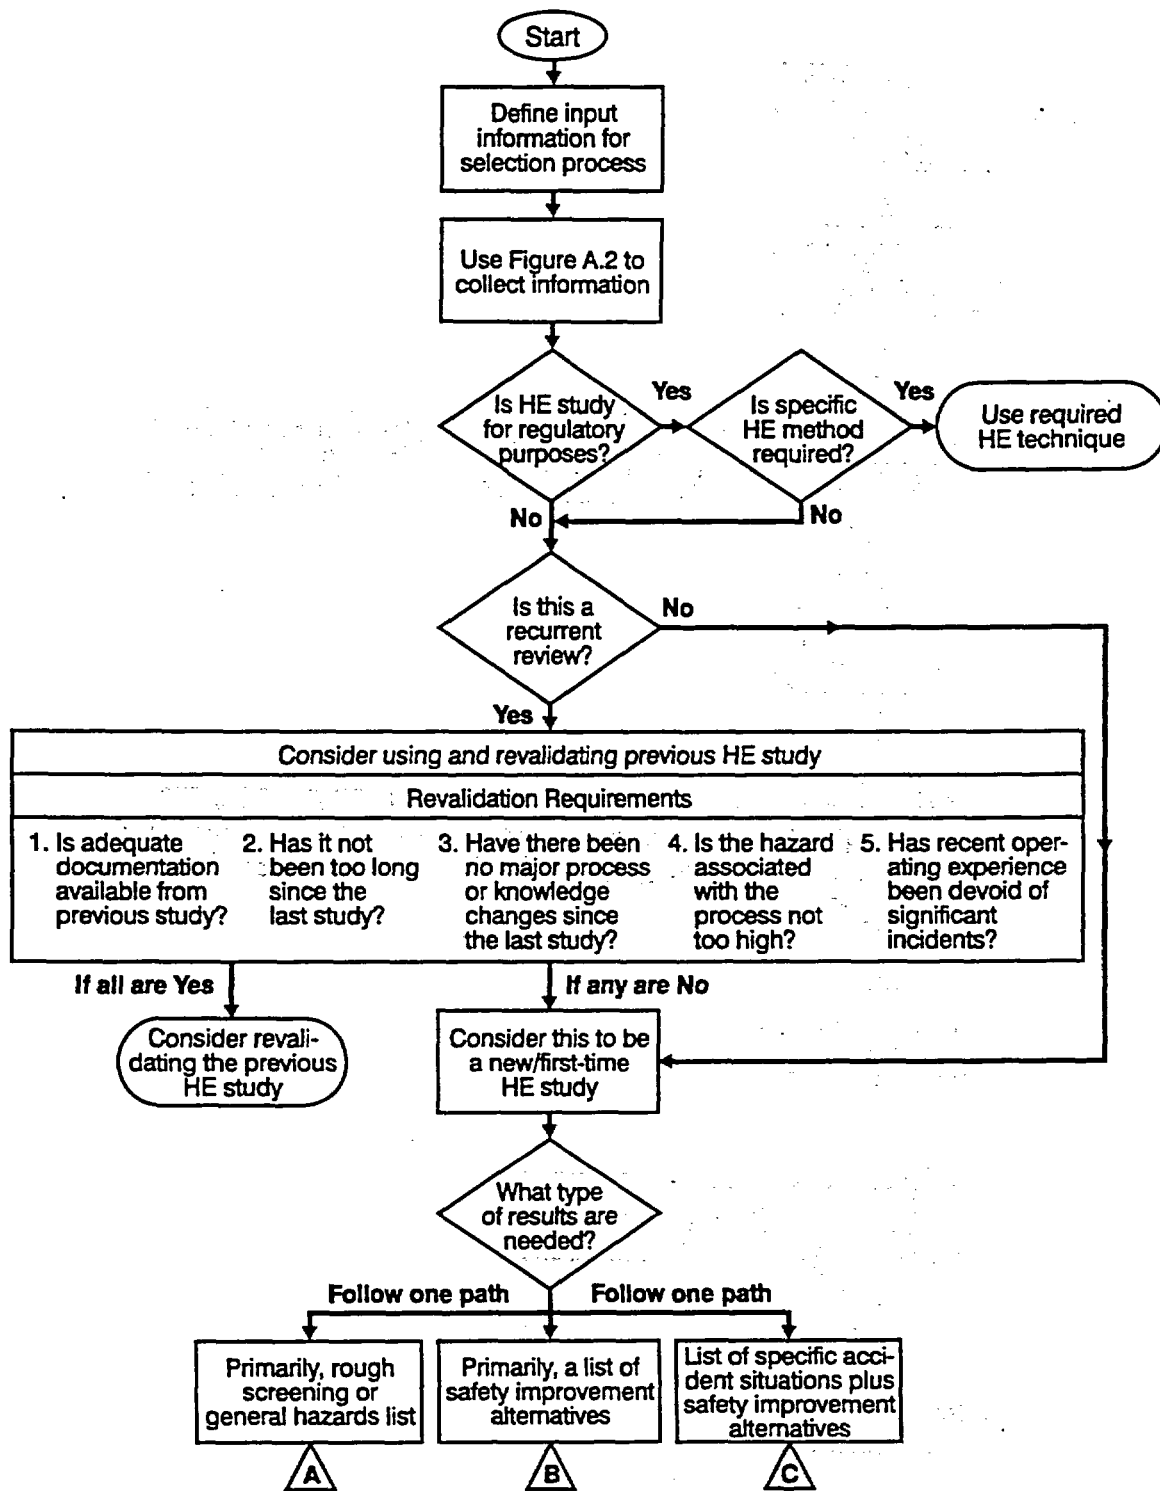 Start
Define input
information for
selection process
Use Figure A.2 to
collect information
Is HE study
for regulatory
purposes?
Yes
Is specific
HE method
required?
Yes
Use required
HE technique
No
No
Is this a
recurrent
review?
No
Yes
Consider using and revalidating previous HE study
Revalidation Requirements
1. Is adequate
documentation
available from
previous study?
2. Has it not
been too long
since the
last study?
3. Have there been
no major process
or knowledge
changes since
the last study?
4. Is the hazard
associated
with the
process not
too high?
5. Has recent oper-
ating experience
been devoid of
significant
incidents?
If all are Yes
If any are No
Consider revali-
dating the previous
HE study
Consider this to be
a new/first-time
HE study
What type
of results are
needed?
Follow one path
Follow one path
Primarily, rough
screening or
general hazards list
Primarily, a list of
safety improvement
alternatives
List of specific acci-
dent situations plus
safety improvement
alternatives
A
B
C